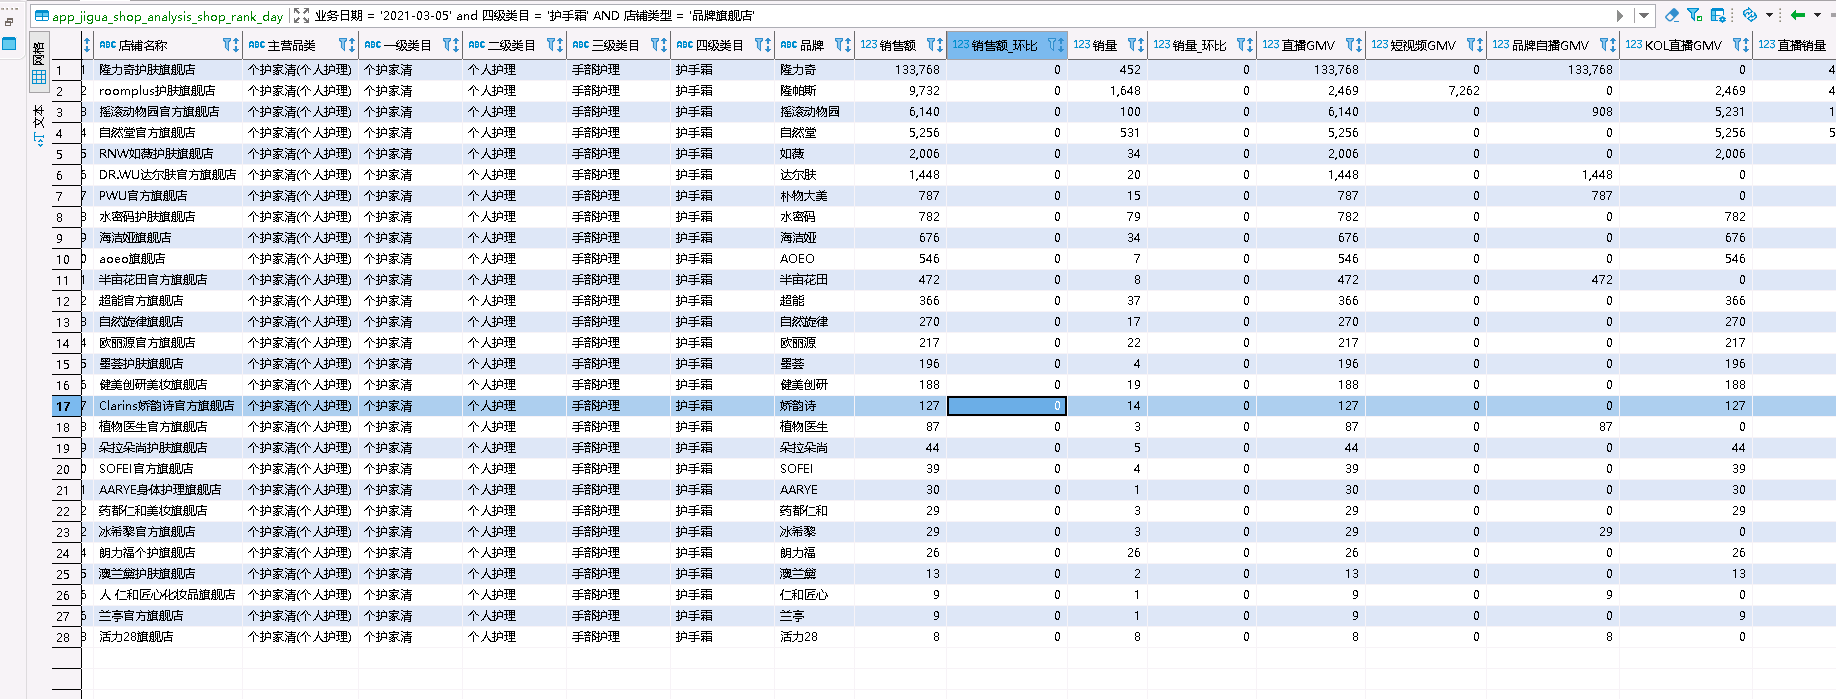 app_jigua_shop_analysis_shop_rank_day 业务日期 = '2021-03-05' and 四级类目 = '护手霜' AND 店铺类型 = '品牌旗舰店'
网格
文本
ABC 店铺名称 ABC 主营品类 ABC 一级类目 ABC 二级类目 ABC 三级类目 ABC 四级类目 ABC 品牌 123 销售额 123 销售额_环比 123 销量 123 销量_环比 123 直播GMV 123 短视频GMV 123 品牌自播GMV 123 KOL直播GMV 123 直播销量
1 1 隆力奇护肤旗舰店 个护家清(个人护理) 个护家清 个人护理 手部护理 护手霜 隆力奇 133,768 0 452 0 133,768 0 133,768 0 4
2 2 roomplus护肤旗舰店 个护家清(个人护理) 个护家清 个人护理 手部护理 护手霜 隆帕斯 9,732 0 1,648 0 2,469 7,262 0 2,469 4
3 3 摇滚动物园官方旗舰店 个护家清(个人护理) 个护家清 个人护理 手部护理 护手霜 摇滚动物园 6,140 0 100 0 6,140 0 908 5,231 1
4 4 自然堂官方旗舰店 个护家清(个人护理) 个护家清 个人护理 手部护理 护手霜 自然堂 5,256 0 531 0 5,256 0 0 5,256 5
5 5 RNW如薇护肤旗舰店 个护家清(个人护理) 个护家清 个人护理 手部护理 护手霜 如薇 2,006 0 34 0 2,006 0 0 2,006
6 6 DR.WU达尔肤官方旗舰店 个护家清(个人护理) 个护家清 个人护理 手部护理 护手霜 达尔肤 1,448 0 20 0 1,448 0 1,448 0
7 7 PWU官方旗舰店 个护家清(个人护理) 个护家清 个人护理 手部护理 护手霜 朴物大美 787 0 15 0 787 0 787 0
8 8 水密码护肤旗舰店 个护家清(个人护理) 个护家清 个人护理 手部护理 护手霜 水密码 782 0 79 0 782 0 0 782
9 9 海洁娅旗舰店 个护家清(个人护理) 个护家清 个人护理 手部护理 护手霜 海洁娅 676 0 34 0 676 0 0 676
10 0 aoeo旗舰店 个护家清(个人护理) 个护家清 个人护理 手部护理 护手霜 AOEO 546 0 7 0 546 0 0 546
11 1 半亩花田官方旗舰店 个护家清(个人护理) 个护家清 个人护理 手部护理 护手霜 半亩花田 472 0 8 0 472 0 472 0
12 2 超能官方旗舰店 个护家清(个人护理) 个护家清 个人护理 手部护理 护手霜 超能 366 0 37 0 366 0 0 366
13 3 自然旋律旗舰店 个护家清(个人护理) 个护家清 个人护理 手部护理 护手霜 自然旋律 270 0 17 0 270 0 0 270
14 4 欧丽源官方旗舰店 个护家清(个人护理) 个护家清 个人护理 手部护理 护手霜 欧丽源 217 0 22 0 217 0 0 217
15 5 墨荟护肤旗舰店 个护家清(个人护理) 个护家清 个人护理 手部护理 护手霜 墨荟 196 0 4 0 196 0 0 196
16 6 健美创研美妆旗舰店 个护家清(个人护理) 个护家清 个人护理 手部护理 护手霜 健美创研 188 0 19 0 188 0 0 188
17 7 Clarins娇韵诗官方旗舰店 个护家清(个人护理) 个护家清 个人护理 手部护理 护手霜 娇韵诗 127 0 14 0 127 0 0 127
18 8 植物医生官方旗舰店 个护家清(个人护理) 个护家清 个人护理 手部护理 护手霜 植物医生 87 0 3 0 87 0 87 0
19 9 朵拉朵尚护肤旗舰店 个护家清(个人护理) 个护家清 个人护理 手部护理 护手霜 朵拉朵尚 44 0 5 0 44 0 0 44
20 0 SOFEI官方旗舰店 个护家清(个人护理) 个护家清 个人护理 手部护理 护手霜 SOFEI 39 0 4 0 39 0 0 39
21 1 AARYE身体护理旗舰店 个护家清(个人护理) 个护家清 个人护理 手部护理 护手霜 AARYE 30 0 1 0 30 0 0 30
22 2 药都仁和美妆旗舰店 个护家清(个人护理) 个护家清 个人护理 手部护理 护手霜 药都仁和 29 0 3 0 29 0 0 29
23 2 冰希黎官方旗舰店 个护家清(个人护理) 个护家清 个人护理 手部护理 护手霜 冰希黎 29 0 3 0 29 0 29 0
24 4 朗力福个护旗舰店 个护家清(个人护理) 个护家清 个人护理 手部护理 护手霜 朗力福 26 0 26 0 26 0 0 26
25 5 澳兰黛护肤旗舰店 个护家清(个人护理) 个护家清 个人护理 手部护理 护手霜 澳兰黛 13 0 2 0 13 0 0 13
26 6 人 仁和匠心化妆品旗舰店 个护家清(个人护理) 个护家清 个人护理 手部护理 护手霜 仁和匠心 9 0 1 0 9 0 9 0
27 6 兰亭官方旗舰店 个护家清(个人护理) 个护家清 个人护理 手部护理 护手霜 兰亭 9 0 1 0 9 0 0 9
28 8 活力28旗舰店 个护家清(个人护理) 个护家清 个人护理 手部护理 护手霜 活力28 8 0 8 0 8 0 8 0